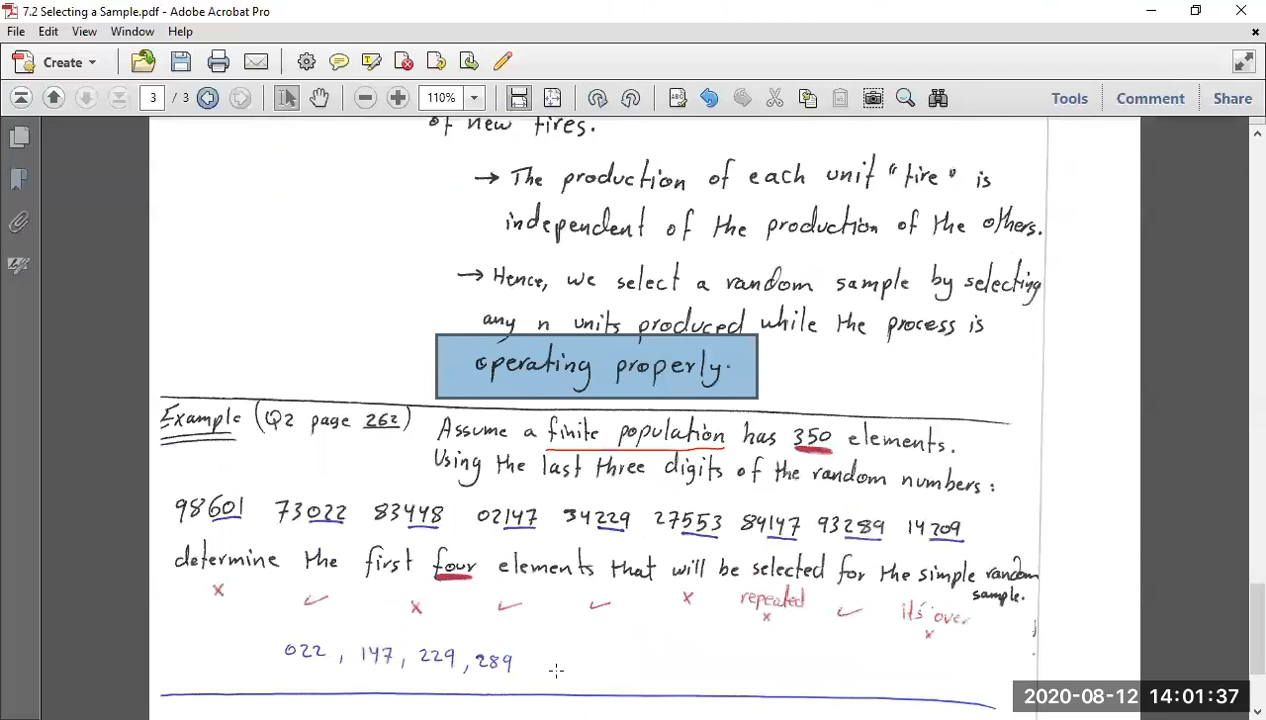 7.2 Selecting a Sample.pdf - Adobe Acrobat Pro
File Edit View Window Help
Create
3 / 3 110% Tools Comment Share
of new tires.
→ The production of each unit "tire" is
independent of the production of the others.
→ Hence, we select a random sample by selecting
any n units produced while the process is
operating properly.
Example (Q2 page 262) Assume a finite population has 350 elements.
Using the last three digits of the random numbers:
98601 73022 83448 02147 34229 27553 84147 93289 14209
determine the first four elements that will be selected for the simple random
sample.
x ✓ x ✓ ✓ x repeated x ✓ it's over x
022, 147, 229, 289
2020-08-12 14:01:37